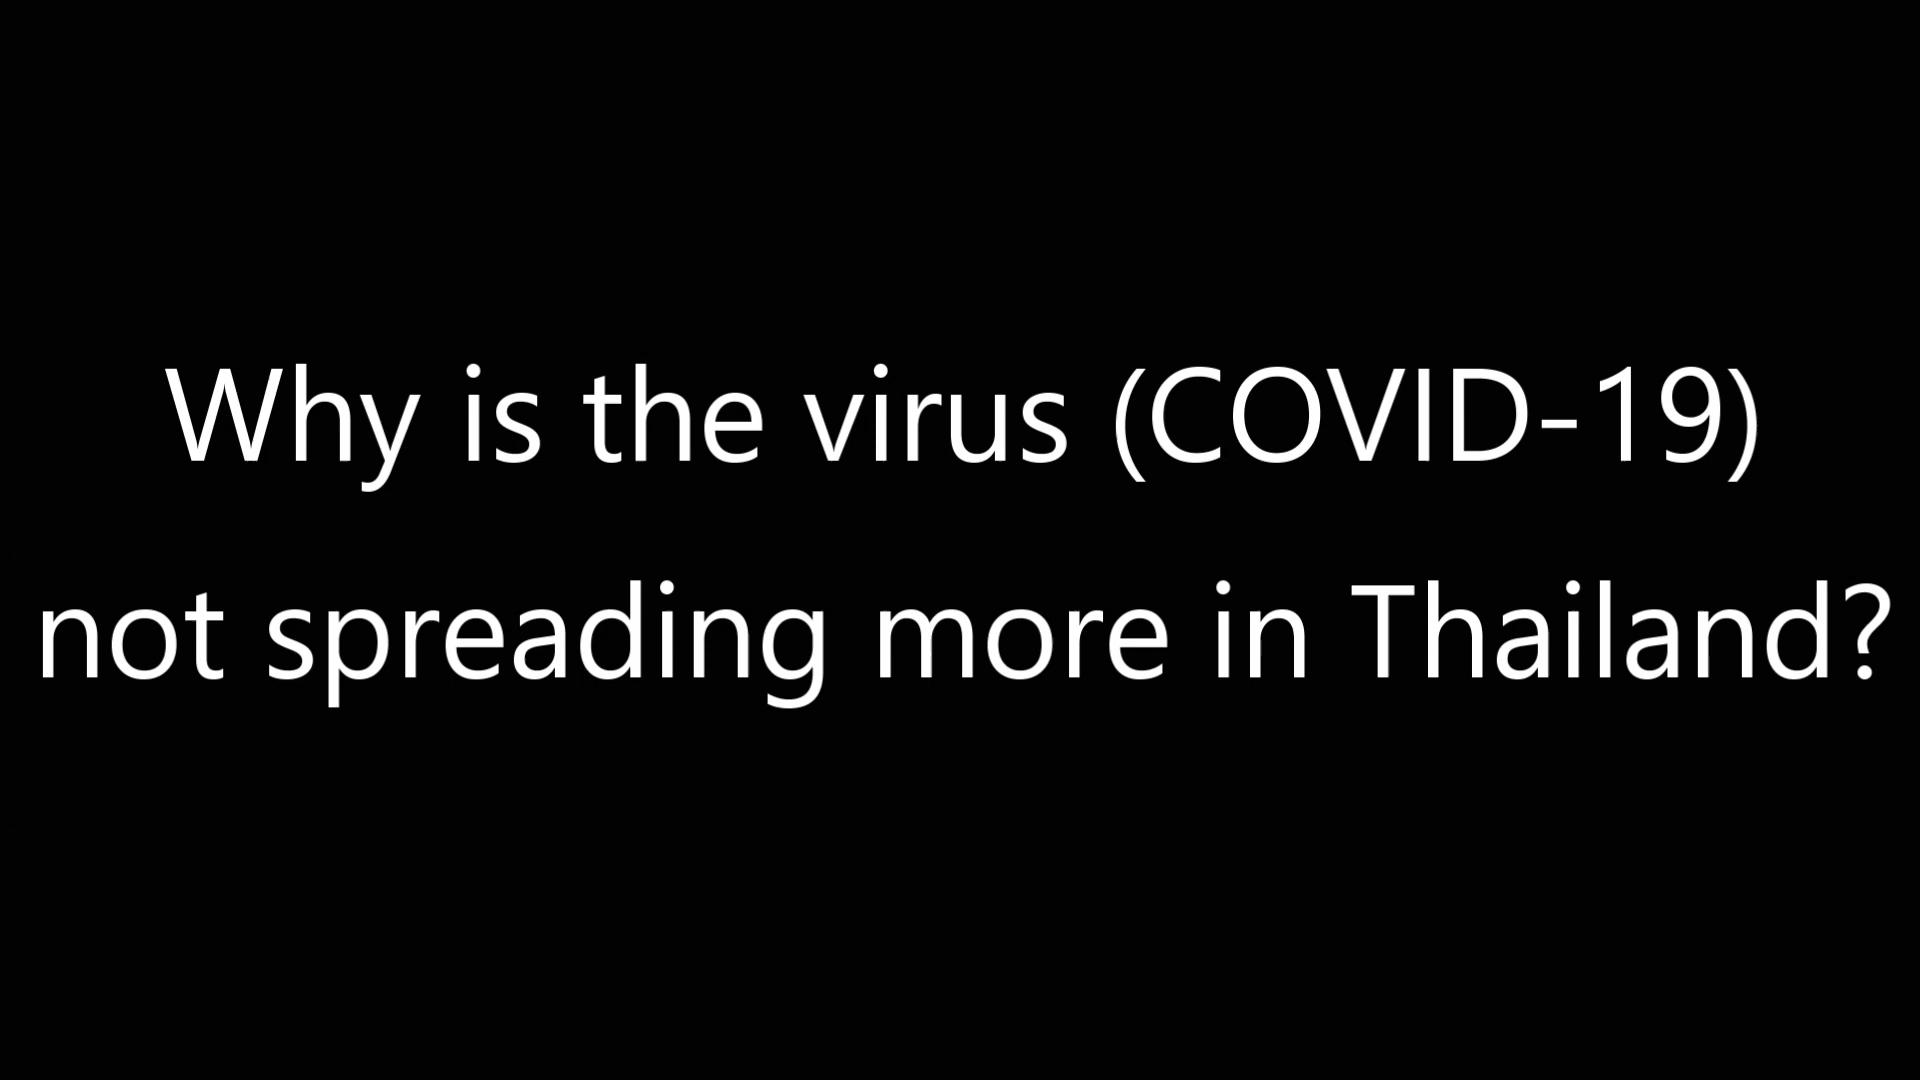 Why is the virus (COVID-19)
not spreading more in Thailand?